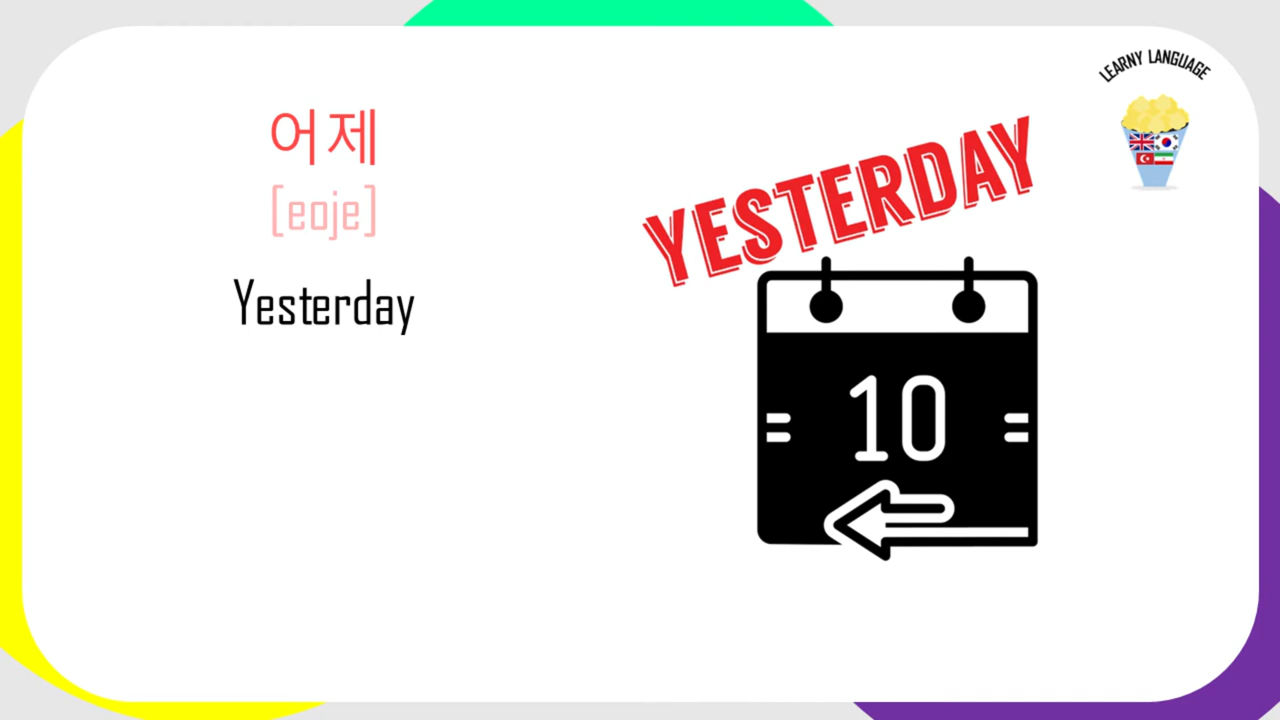 어제
[eoje]
Yesterday
LEARNY LANGUAGE
YESTERDAY
10